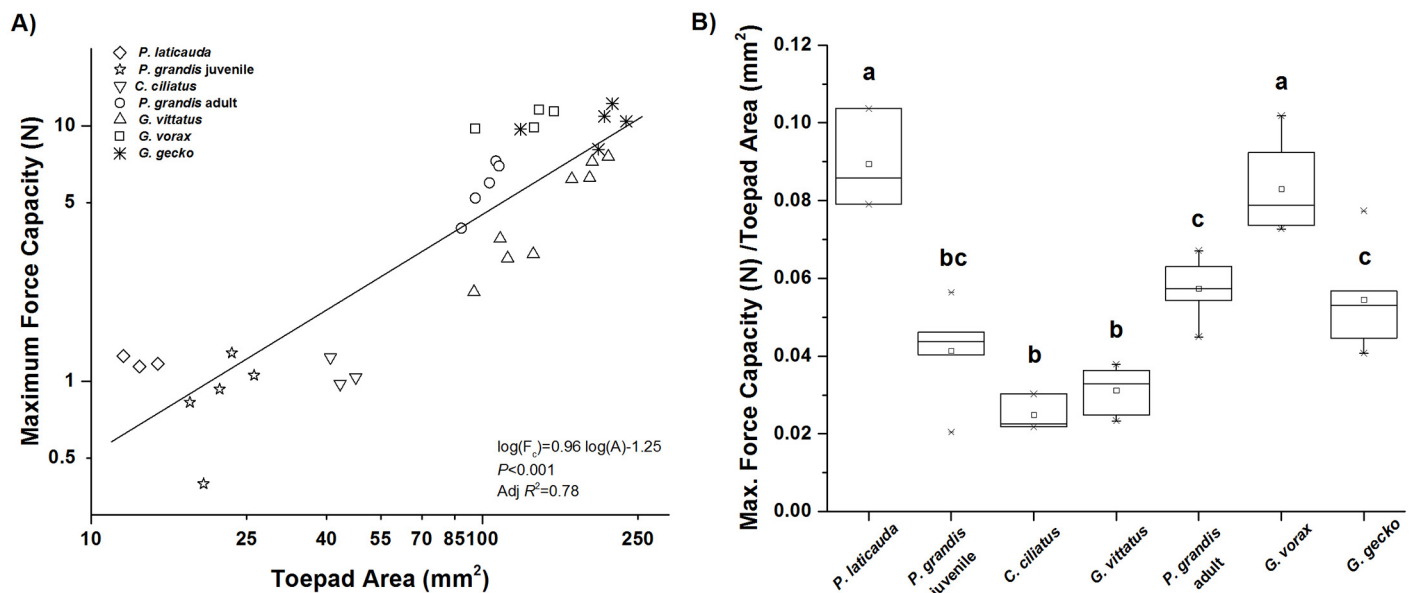 A)
P. laticauda
P. grandis juvenile
C. ciliatus
P. grandis adult
G. vittatus
G. vorax
G. gecko
Maximum Force Capacity (N)
10
5
1
0.5
log(Fc)=0.96 log(A)-1.25
P<0.001
Adj R²=0.78
10 25 40 55 70 85 100 250
Toepad Area (mm²)
B)
Max. Force Capacity (N) /Toepad Area (mm²)
0.12
0.10
0.08
0.06
0.04
0.02
0.00
a
bc
b
b
c
a
c
P. laticauda
P. grandis
juvenile
C. ciliatus
G. vittatus
P. grandis
adult
G. vorax
G. gecko